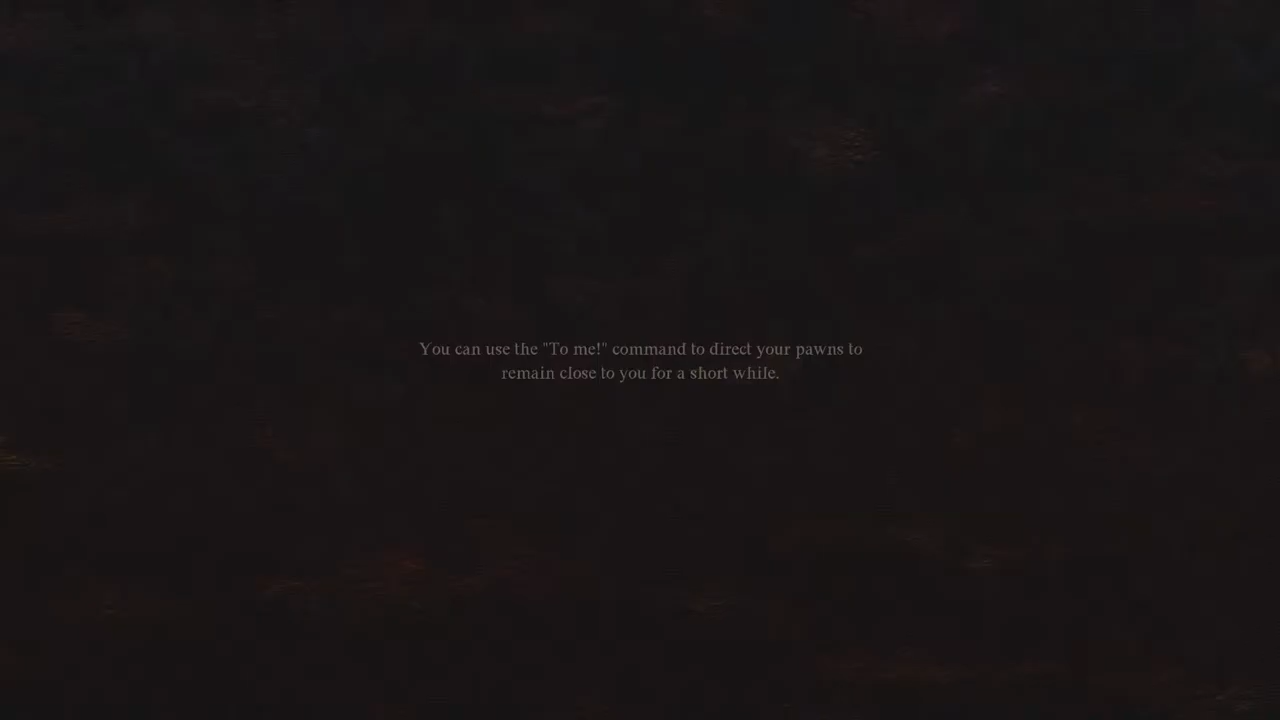 You can use the "To me!" command to direct your pawns to
remain close to you for a short while.